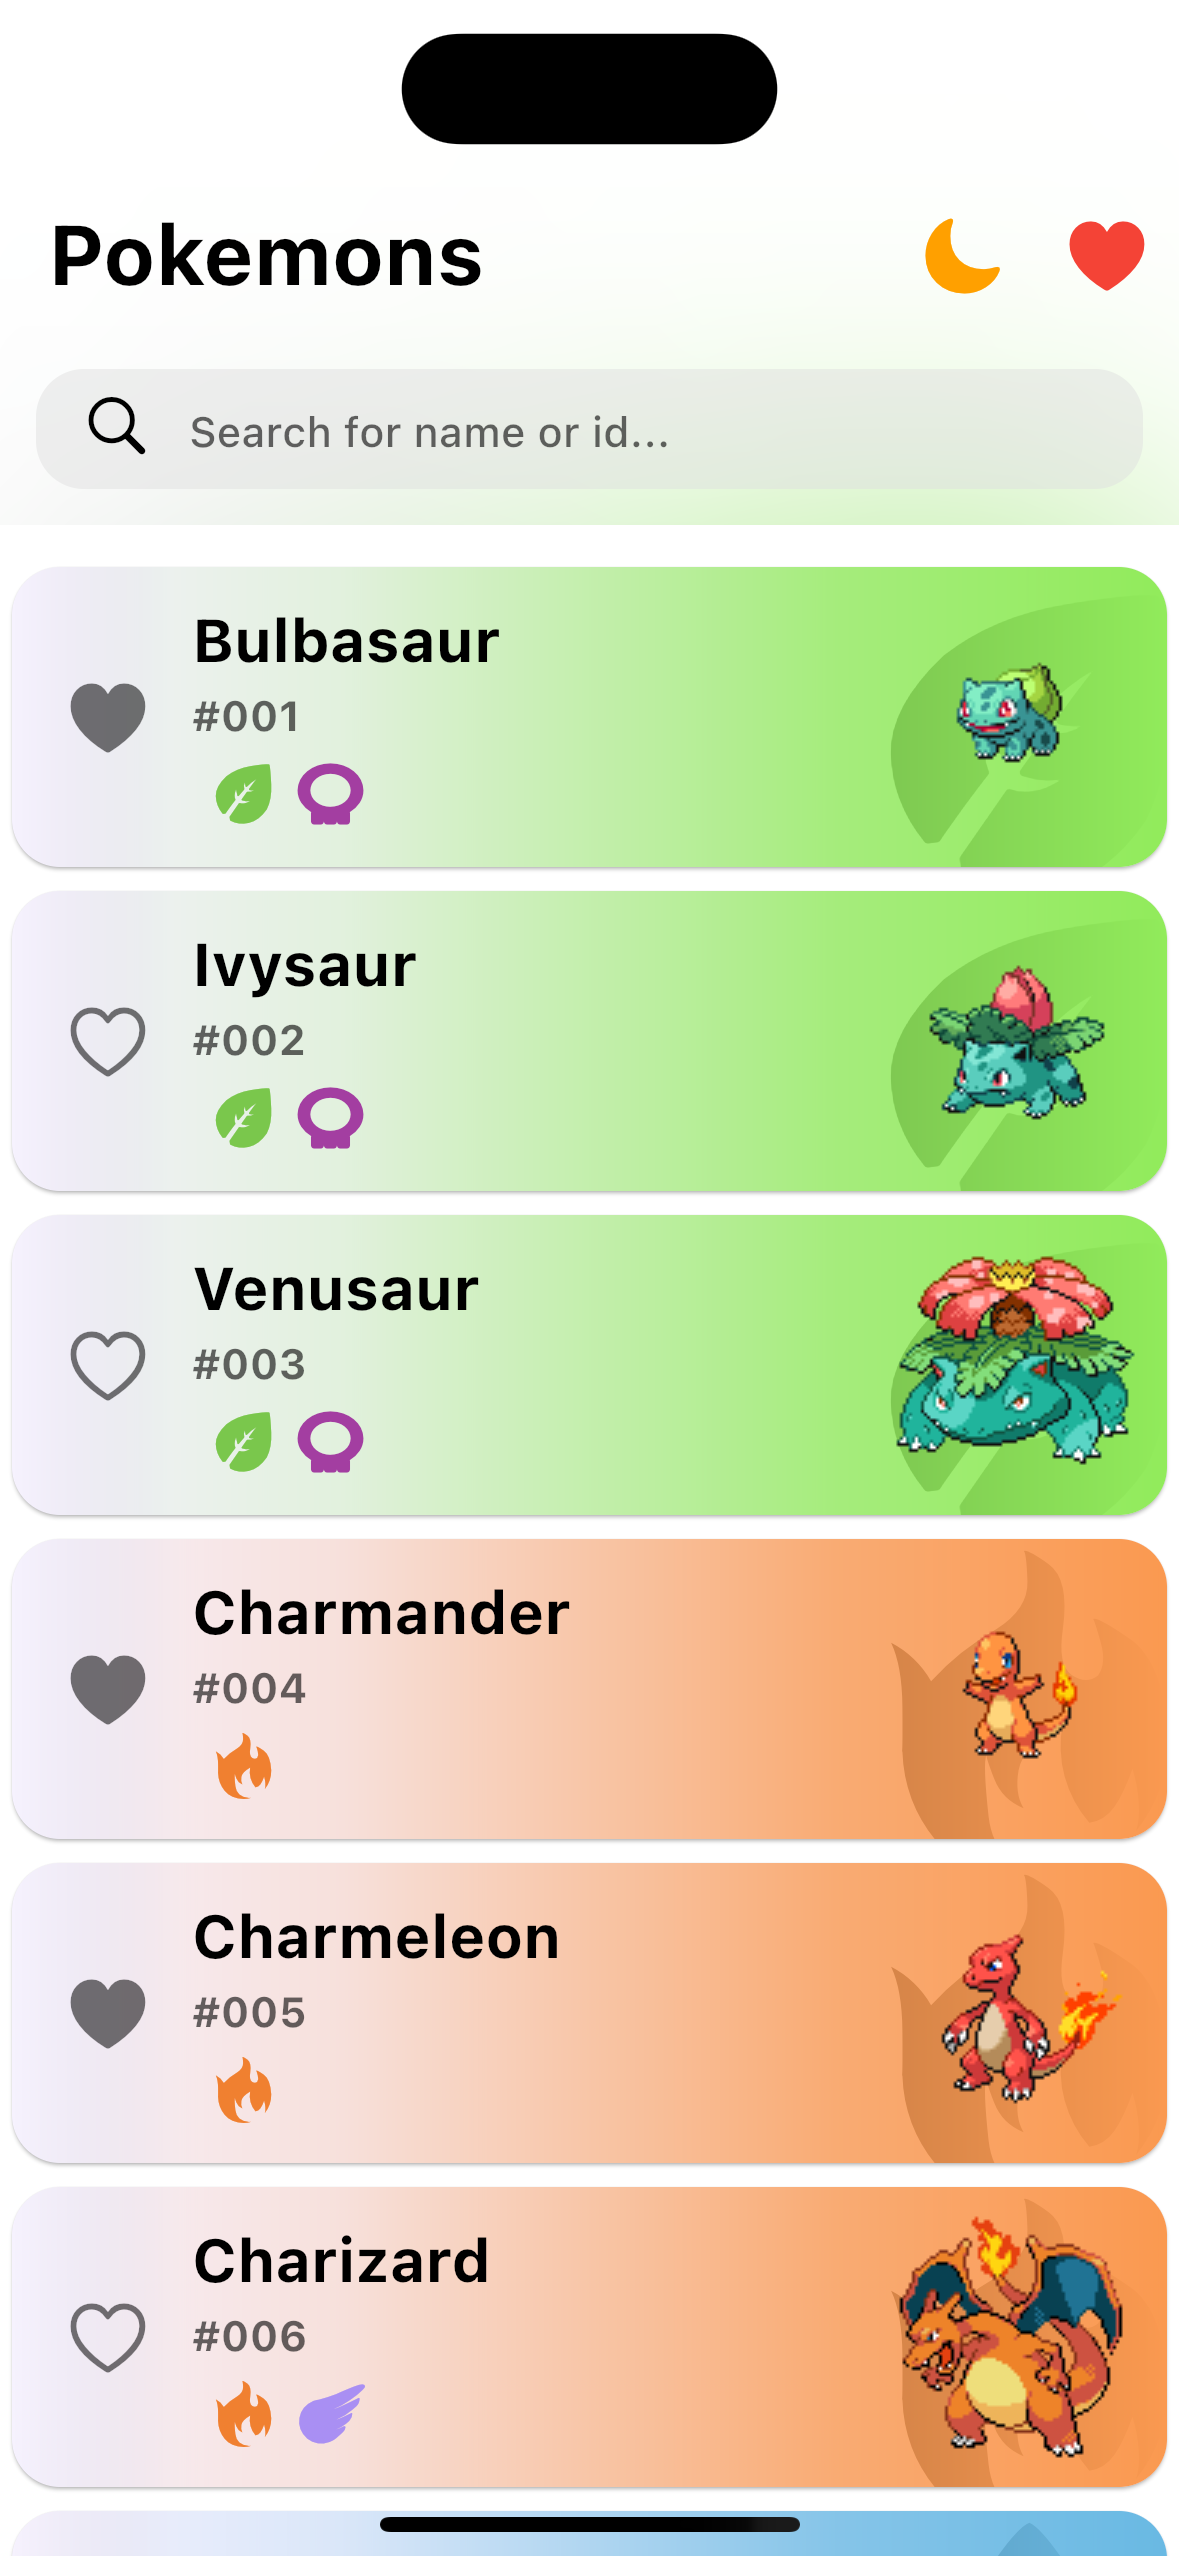 Pokemons
Search for name or id...
Bulbasaur
#001
Ivysaur
#002
Venusaur
#003
Charmander
#004
Charmeleon
#005
Charizard
#006